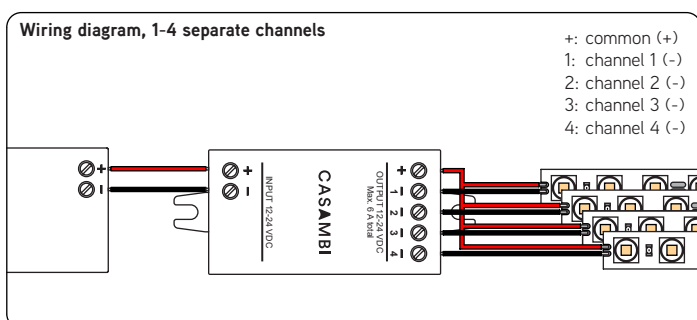 Wiring diagram, 1-4 separate channels
+: common (+)
1: channel 1 (-)
2: channel 2 (-)
3: channel 3 (-)
4: channel 4 (-)
+
-
+
-
INPUT 12-24 VDC
CASAMBI
OUTPUT 12-24 VDC
Max. 6 A total
+
1 -
2 -
3 -
4 -